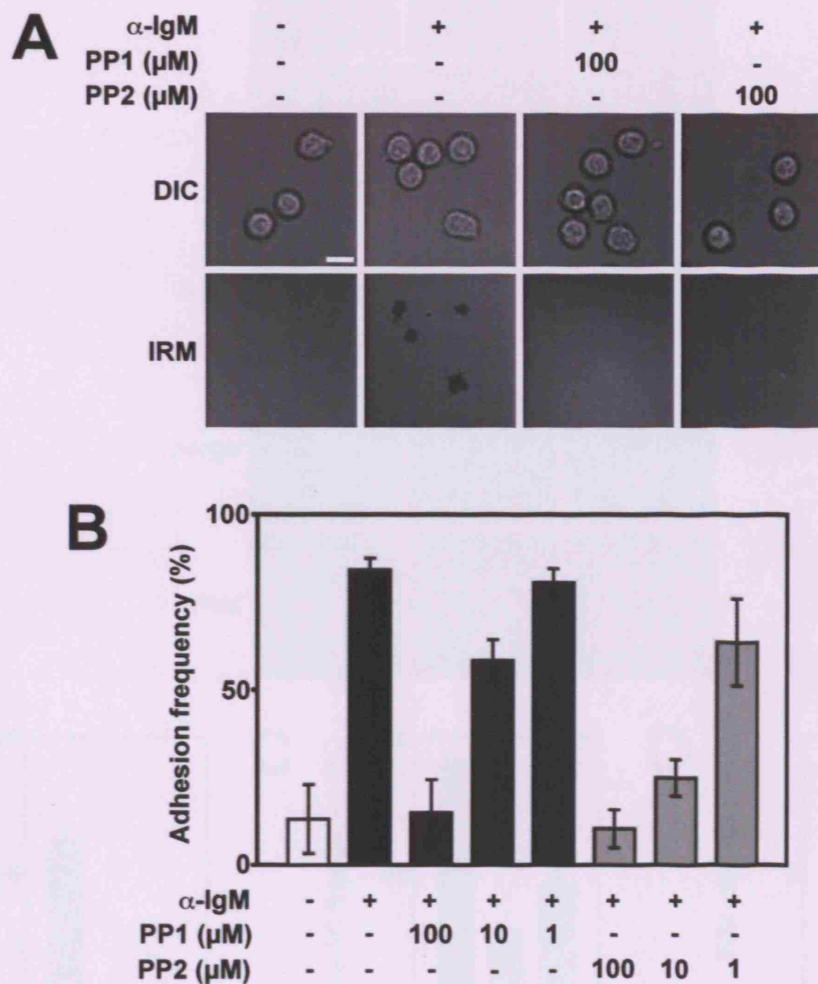 A
α-IgM - + + +
PP1 (µM) - - 100 -
PP2 (µM) - - - 100
DIC
IRM
B
Adhesion frequency (%)
100
50
0
α-IgM - + + + + + + +
PP1 (µM) - - 100 10 1 - - -
PP2 (µM) - - - - - 100 10 1